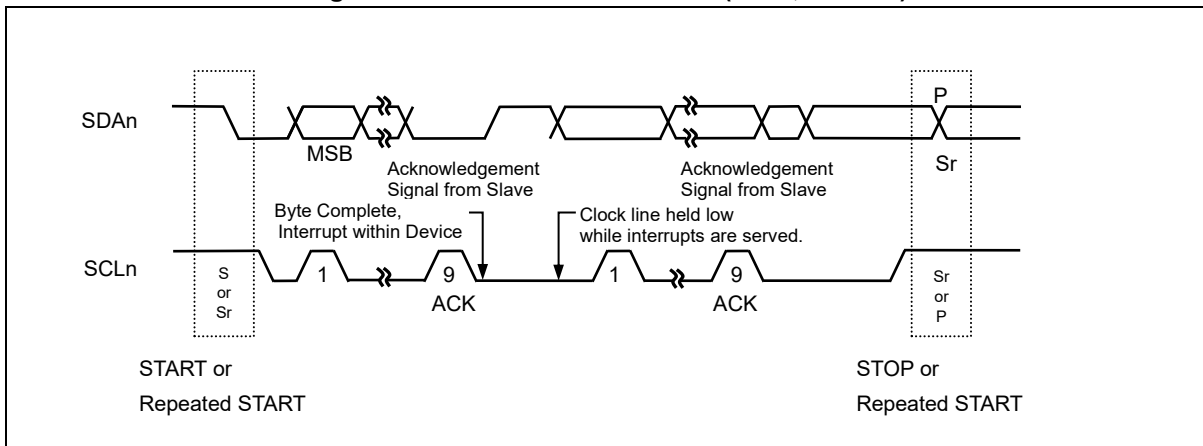 P
SDAn
MSB
Sr
Acknowledgement
Signal from Slave
Acknowledgement
Signal from Slave
Byte Complete,
Interrupt within Device
Clock line held low
while interrupts are served.
SCLn
S
or
Sr
1
9
1
9
Sr
or
P
ACK
ACK
START or
Repeated START
STOP or
Repeated START